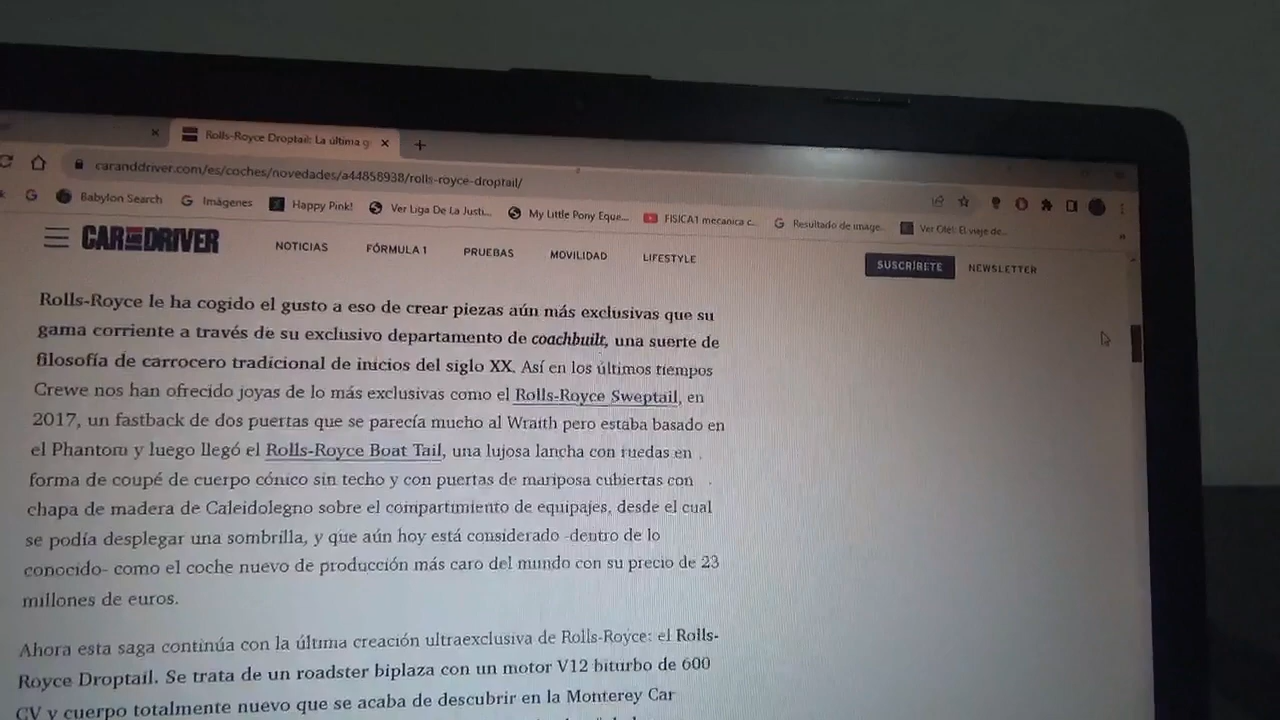 Rolls-Royce Droptail: La última g
caranddriver.com/es/coches/novedades/a44858938/rolls-royce-droptail/
Babylon Search Imágenes Happy Pink! Ver Liga De La Justi... My Little Pony Eque... FISICA1 mecanica c... Resultado de image... Ver Olé! El viaje de...
CAR AND DRIVER NOTICIAS FÓRMULA 1 PRUEBAS MOVILIDAD LIFESTYLE SUSCRÍBETE NEWSLETTER
Rolls-Royce le ha cogido el gusto a eso de crear piezas aún más exclusivas que su
gama corriente a través de su exclusivo departamento de coachbuilt, una suerte de
filosofía de carrocero tradicional de inicios del siglo XX. Así en los últimos tiempos
Crewe nos han ofrecido joyas de lo más exclusivas como el Rolls-Royce Sweptail, en
2017, un fastback de dos puertas que se parecía mucho al Wraith pero estaba basado en
el Phantom y luego llegó el Rolls-Royce Boat Tail, una lujosa lancha con ruedas en
forma de coupé de cuerpo cónico sin techo y con puertas de mariposa cubiertas con
chapa de madera de Caleidolegno sobre el compartimiento de equipajes, desde el cual
se podía desplegar una sombrilla, y que aún hoy está considerado -dentro de lo
conocido- como el coche nuevo de producción más caro del mundo con su precio de 23
millones de euros.
Ahora esta saga continúa con la última creación ultraexclusiva de Rolls-Royce: el Rolls-
Royce Droptail. Se trata de un roadster biplaza con un motor V12 biturbo de 600
CV y cuerpo totalmente nuevo que se acaba de descubrir en la Monterey Car